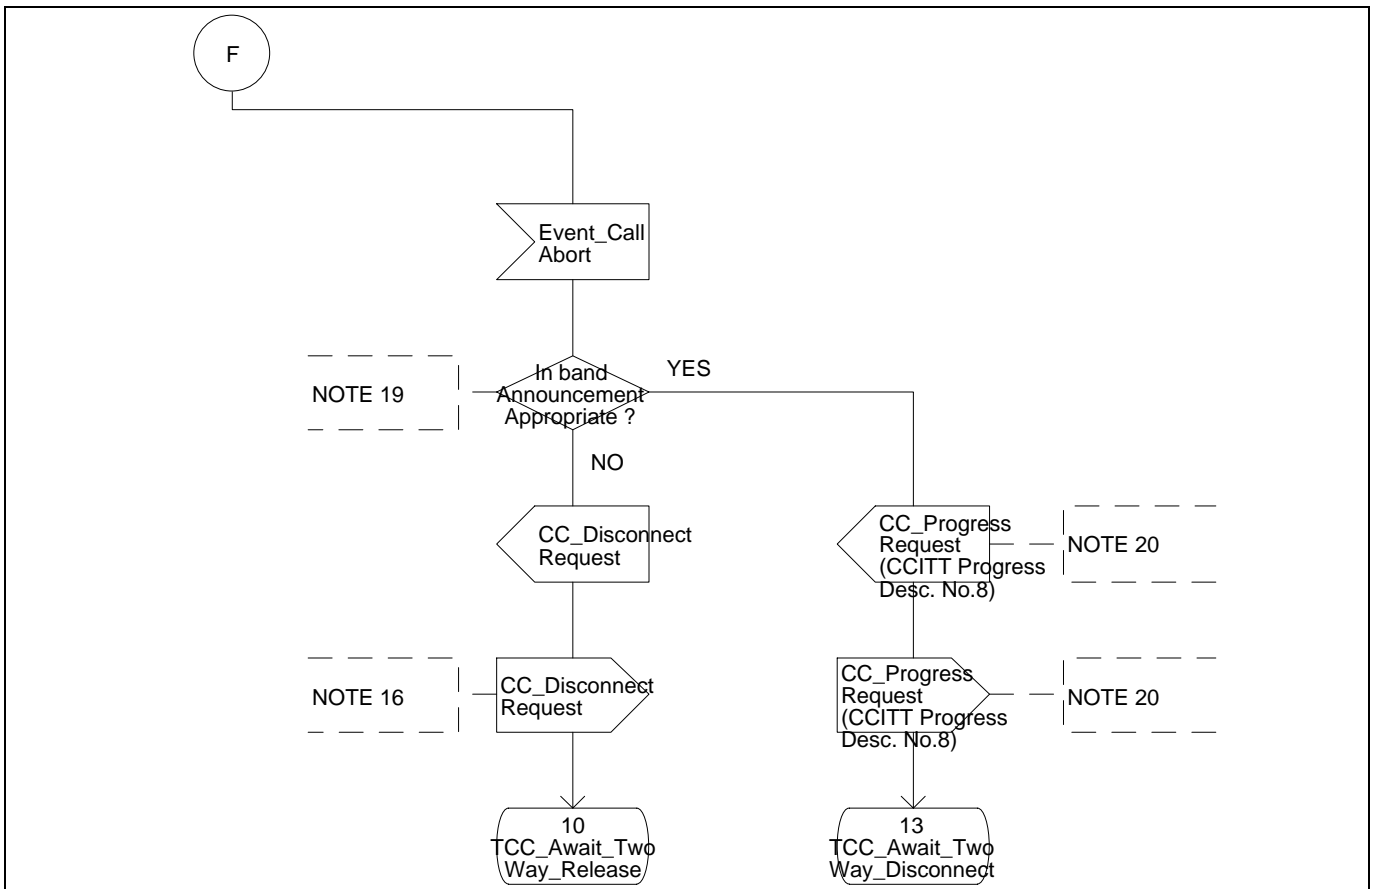 F
Event_Call
Abort
NOTE 19
In band
Announcement
Appropriate ?
YES
NO
CC_Disconnect
Request
CC_Progress
Request
(CCITT Progress
Desc. No.8)
NOTE 20
NOTE 16
CC_Disconnect
Request
CC_Progress
Request
(CCITT Progress
Desc. No.8)
NOTE 20
10
TCC_Await_Two
Way_Release
13
TCC_Await_Two
Way_Disconnect